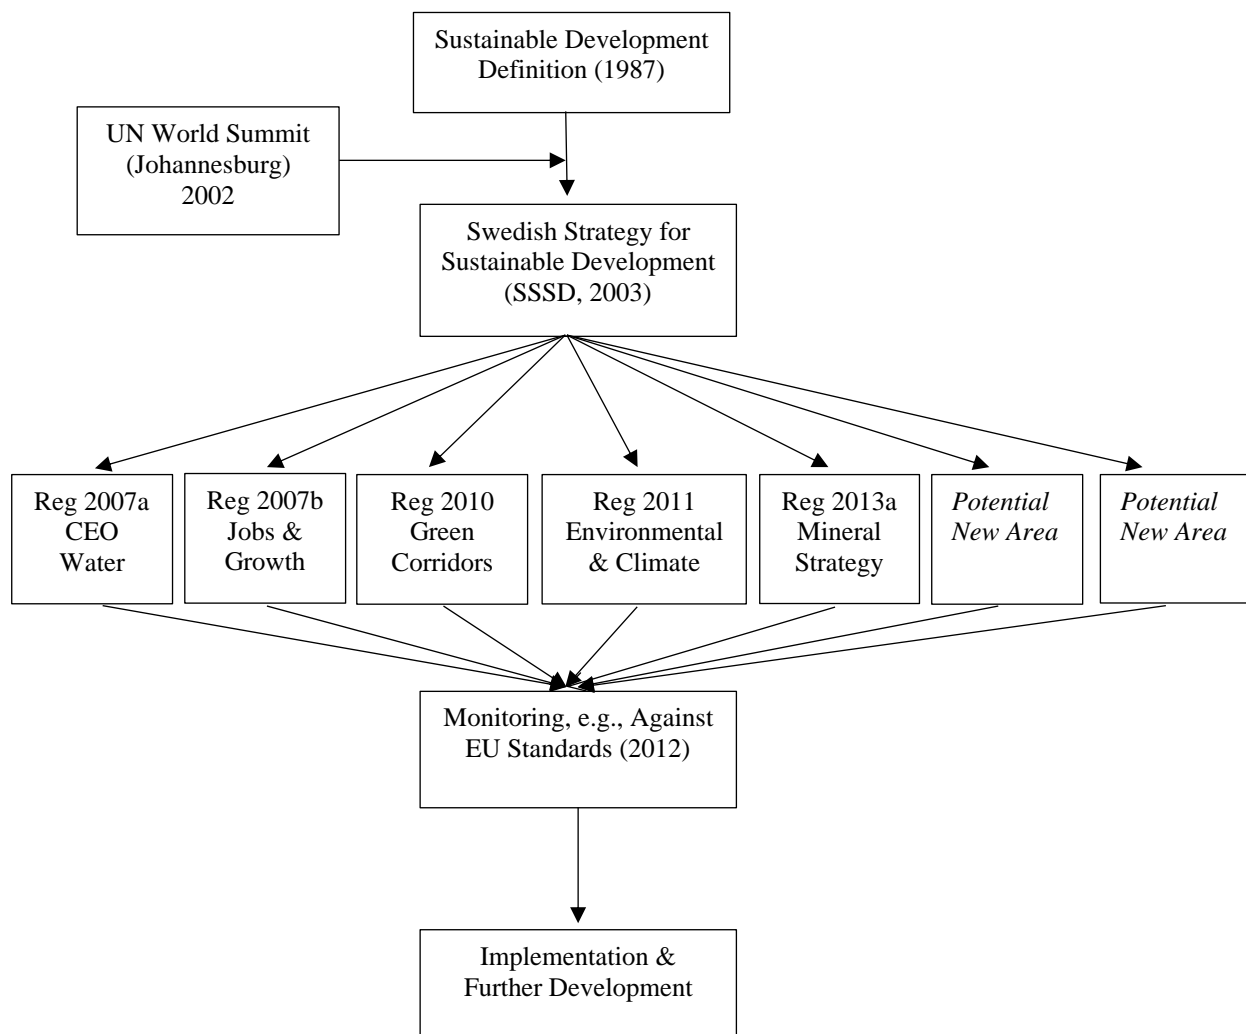 Sustainable Development
Definition (1987)
UN World Summit
(Johannesburg)
2002
Swedish Strategy for
Sustainable Development
(SSSD, 2003)
Reg 2007a
CEO
Water
Reg 2007b
Jobs &
Growth
Reg 2010
Green
Corridors
Reg 2011
Environmental
& Climate
Reg 2013a
Mineral
Strategy
Potential
New Area
Potential
New Area
Monitoring, e.g., Against
EU Standards (2012)
Implementation &
Further Development